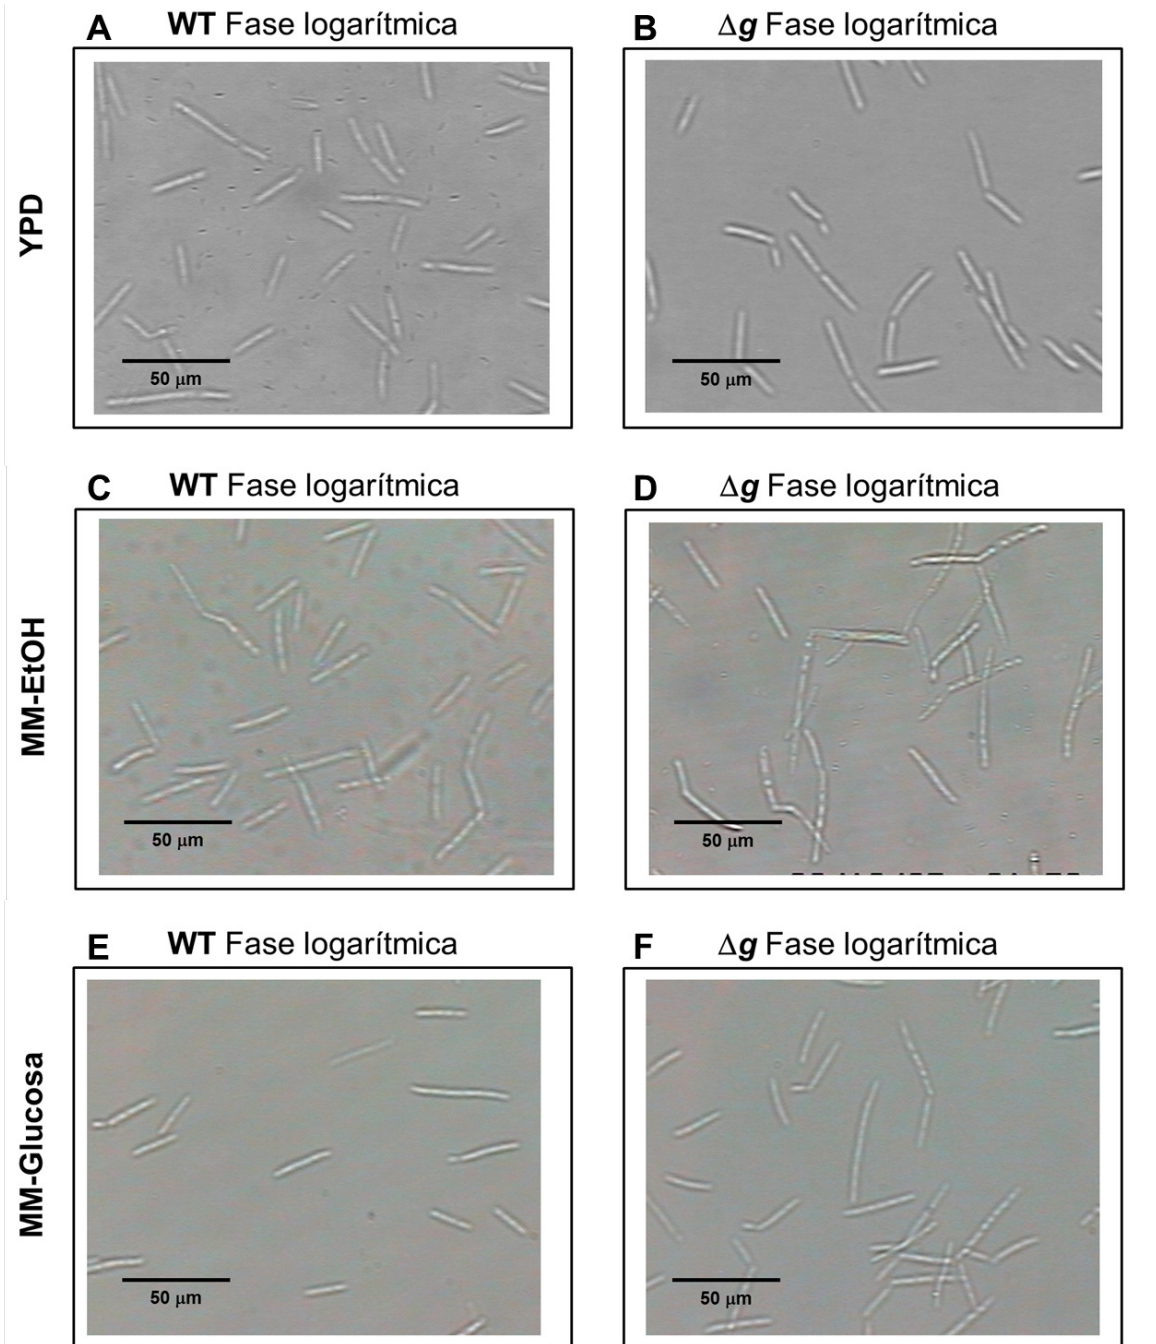 A WT Fase logarítmica
B Δg Fase logarítmica
YPD
50 μm
50 μm
C WT Fase logarítmica
D Δg Fase logarítmica
MM-EtOH
50 μm
50 μm
E WT Fase logarítmica
F Δg Fase logarítmica
MM-Glucosa
50 μm
50 μm